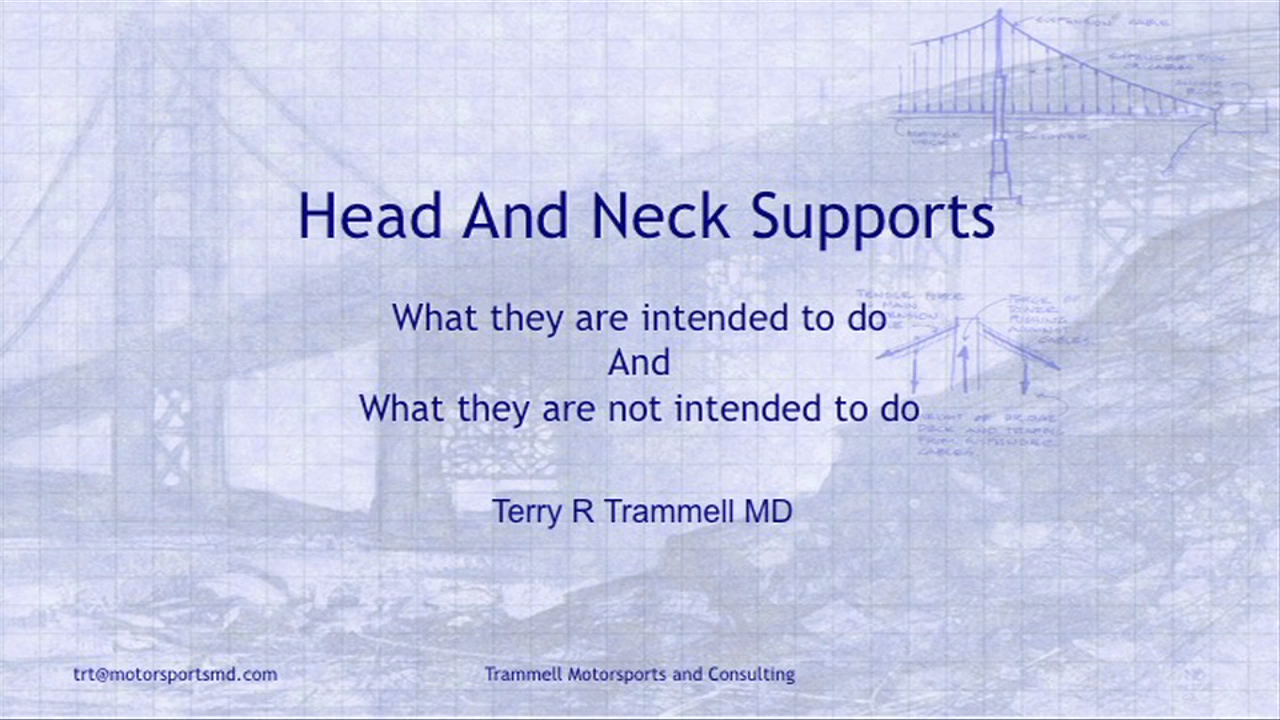 Head And Neck Supports
What they are intended to do
And
What they are not intended to do
Terry R Trammell MD
trt@motorsportsmd.com
Trammell Motorsports and Consulting